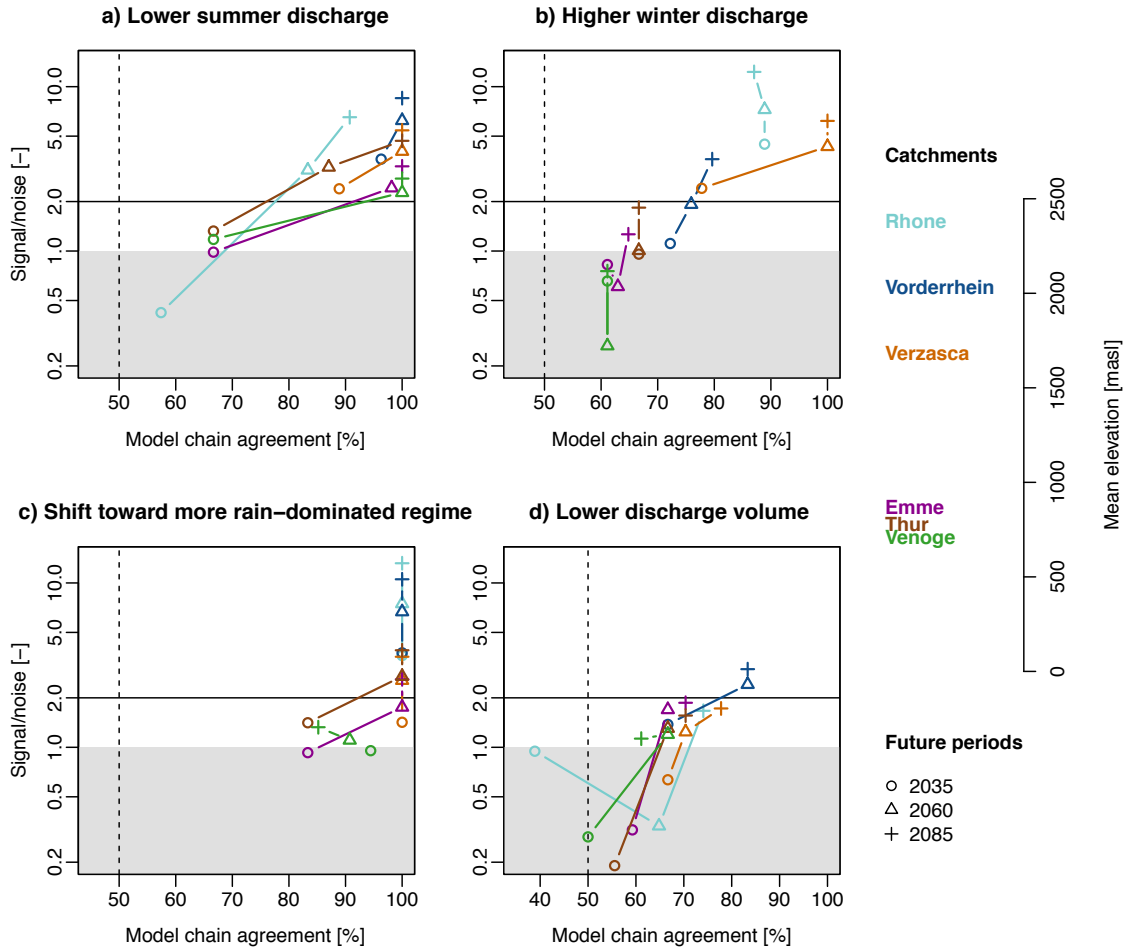 a) Lower summer discharge
b) Higher winter discharge
Signal/noise [−]
0.2 0.5 1.0 2.0 5.0 10.0
50 60 70 80 90 100
Model chain agreement [%]
0.2 0.5 1.0 2.0 5.0 10.0
50 60 70 80 90 100
Model chain agreement [%]
c) Shift toward more rain−dominated regime
d) Lower discharge volume
Signal/noise [−]
0.2 0.5 1.0 2.0 5.0 10.0
50 60 70 80 90 100
Model chain agreement [%]
0.2 0.5 1.0 2.0 5.0 10.0
40 50 60 70 80 90 100
Model chain agreement [%]
Catchments
Rhone
Vorderrhein
Verzasca
Emme
Thur
Venoge
0 500 1000 1500 2000 2500
Mean elevation [masl]
Future periods
2035
2060
2085